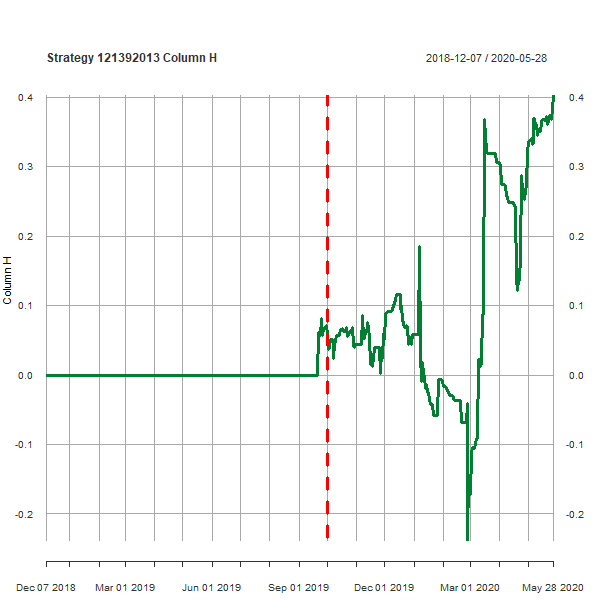 Strategy 121392013 Column H 2018-12-07 / 2020-05-28
0.4 0.4
0.3 0.3
0.2 0.2
0.1 0.1
0.0 0.0
-0.1 -0.1
-0.2 -0.2
Column H
Dec 07 2018 Mar 01 2019 Jun 01 2019 Sep 01 2019 Dec 01 2019 Mar 01 2020 May 28 2020